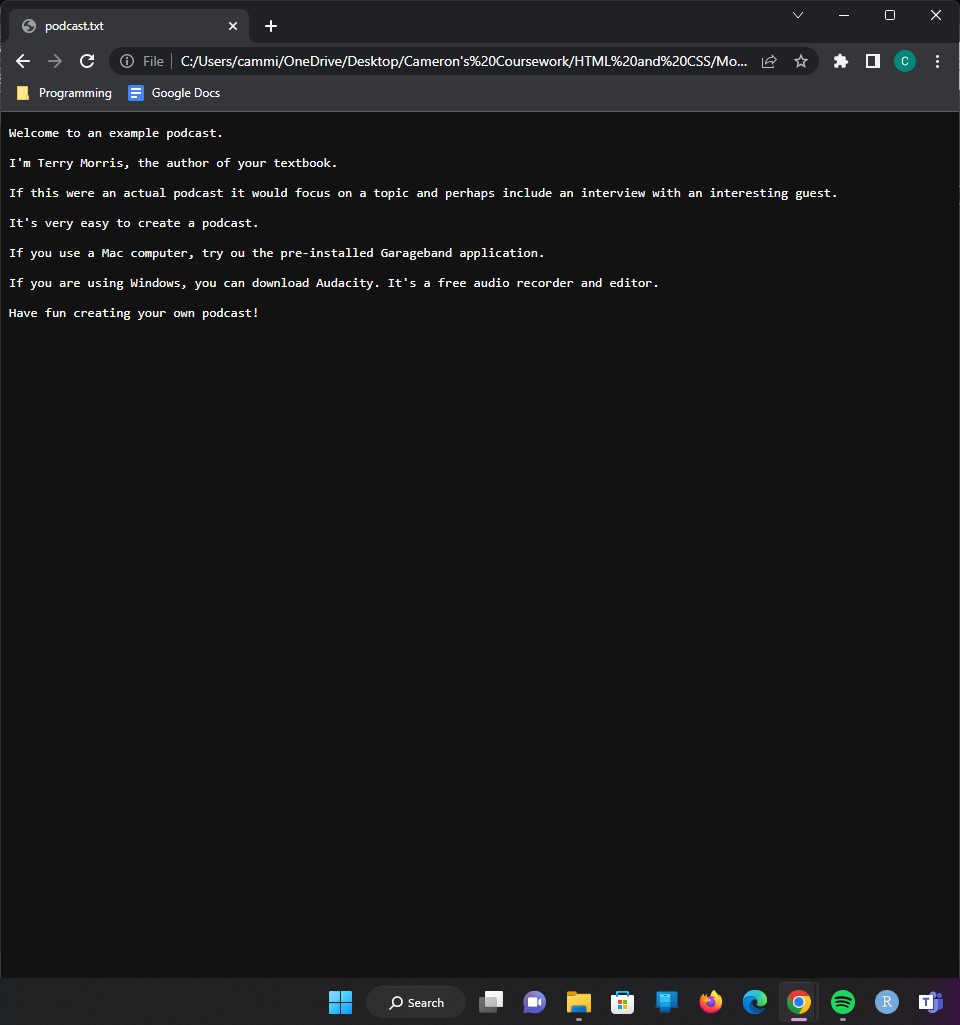 podcast.txt
File
C:/Users/cammi/OneDrive/Desktop/Cameron's%20Coursework/HTML%20and%20CSS/Mo...
C
Programming
Google Docs
Welcome to an example podcast.
I'm Terry Morris, the author of your textbook.
If this were an actual podcast it would focus on a topic and perhaps include an interview with an interesting guest.
It's very easy to create a podcast.
If you use a Mac computer, try ou the pre-installed Garageband application.
If you are using Windows, you can download Audacity. It's a free audio recorder and editor.
Have fun creating your own podcast!
Search
R
T